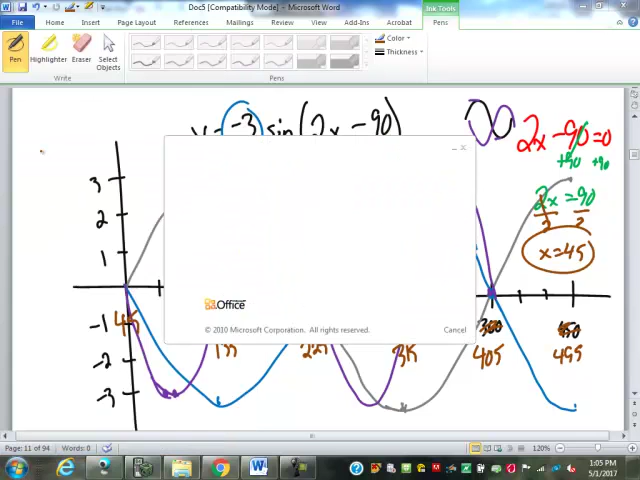 Doc5 [Compatibility Mode] - Microsoft Word
Ink Tools
File Home Insert Page Layout References Mailings Review View Add-Ins Acrobat Pens
Pen Highlighter Eraser Select Objects
Color
Thickness
Write Pens
y = -3 sin(2x - 90)
2x - 90 = 0
+90 +90
2x = 90
2 2
x = 45
3
2
1
-1
-2
-3
45 135 225 315 405 495
Office
© 2010 Microsoft Corporation. All rights reserved. Cancel
Page: 11 of 94 Words: 0 120%
1:05 PM
5/1/2017